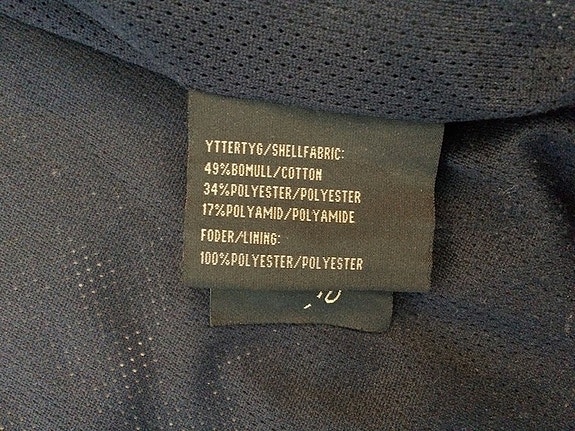 YTTERTYG/SHELLFABRIC:
49%BOMULL/COTTON
34%POLYESTER/POLYESTER
17%POLYAMID/POLYAMIDE
FODER/LINING:
100%POLYESTER/POLYESTER